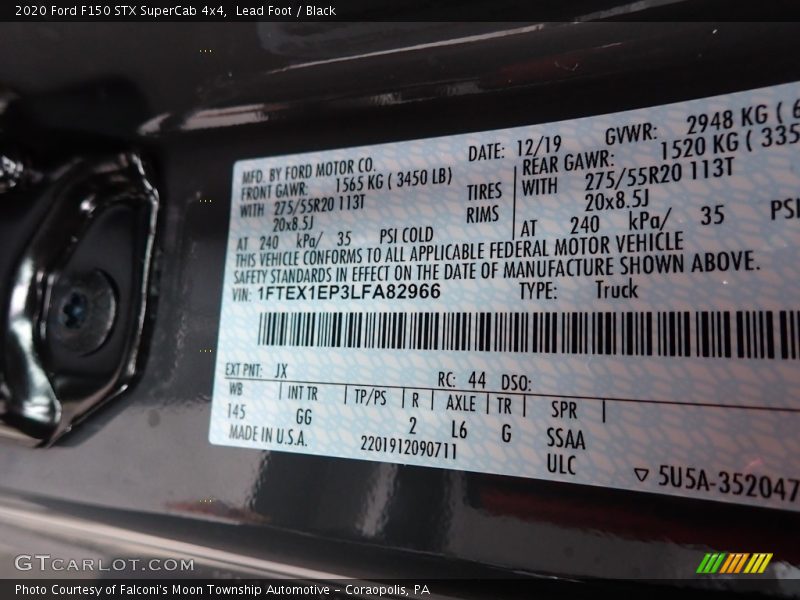 2020 Ford F150 STX SuperCab 4x4, Lead Foot / Black
MFD. BY FORD MOTOR CO. DATE: 12/19 GVWR: 2948 KG (
FRONT GAWR: 1565 KG ( 3450 LB) REAR GAWR: 1520 KG ( 335
WITH 275/55R20 113T TIRES WITH 275/55R20 113T
20x8.5J RIMS 20x8.5J
AT 240 kPa/ 35 PSI COLD AT 240 kPa/ 35 PSI
THIS VEHICLE CONFORMS TO ALL APPLICABLE FEDERAL MOTOR VEHICLE
SAFETY STANDARDS IN EFFECT ON THE DATE OF MANUFACTURE SHOWN ABOVE.
VIN: 1FTEX1EP3LFA82966 TYPE: Truck
EXT PNT: JX RC: 44 DSO:
WB INT TR TP/PS R AXLE TR SPR
145 GG 2 L6 G SSAA
MADE IN U.S.A. 2201912090711 ULC 5U5A-352047
GTCARLOT.COM
Photo Courtesy of Falconi's Moon Township Automotive - Coraopolis, PA